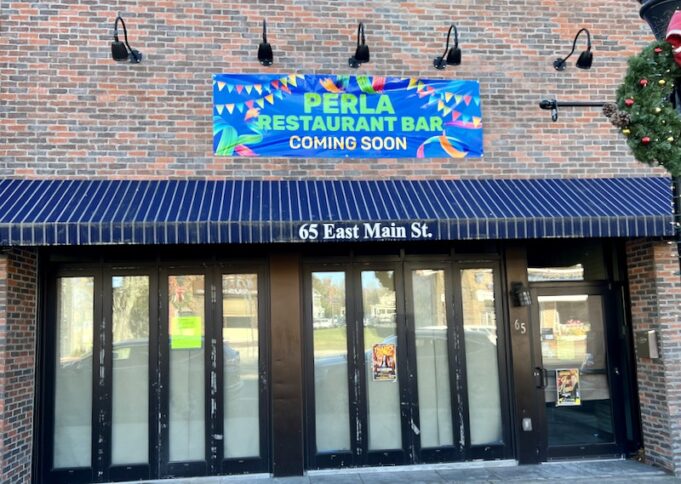 PERLA
RESTAURANT BAR
COMING SOON
65 East Main St.
65